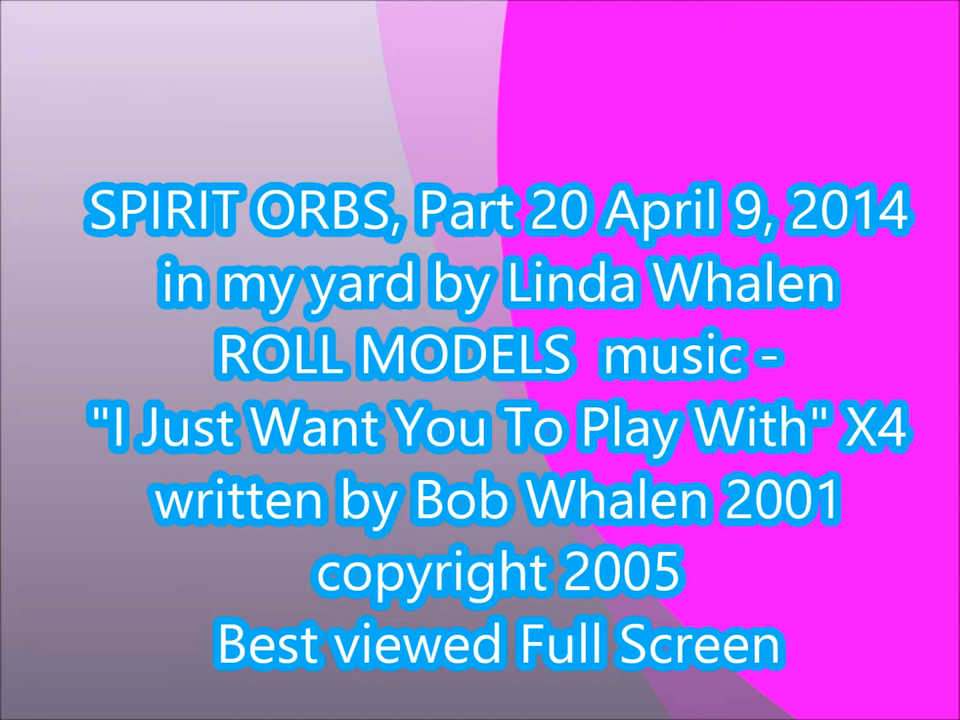 SPIRIT ORBS, Part 20 April 9, 2014
in my yard by Linda Whalen
ROLL MODELS  music -
"I Just Want You To Play With" X4
written by Bob Whalen 2001
copyright 2005
Best viewed Full Screen